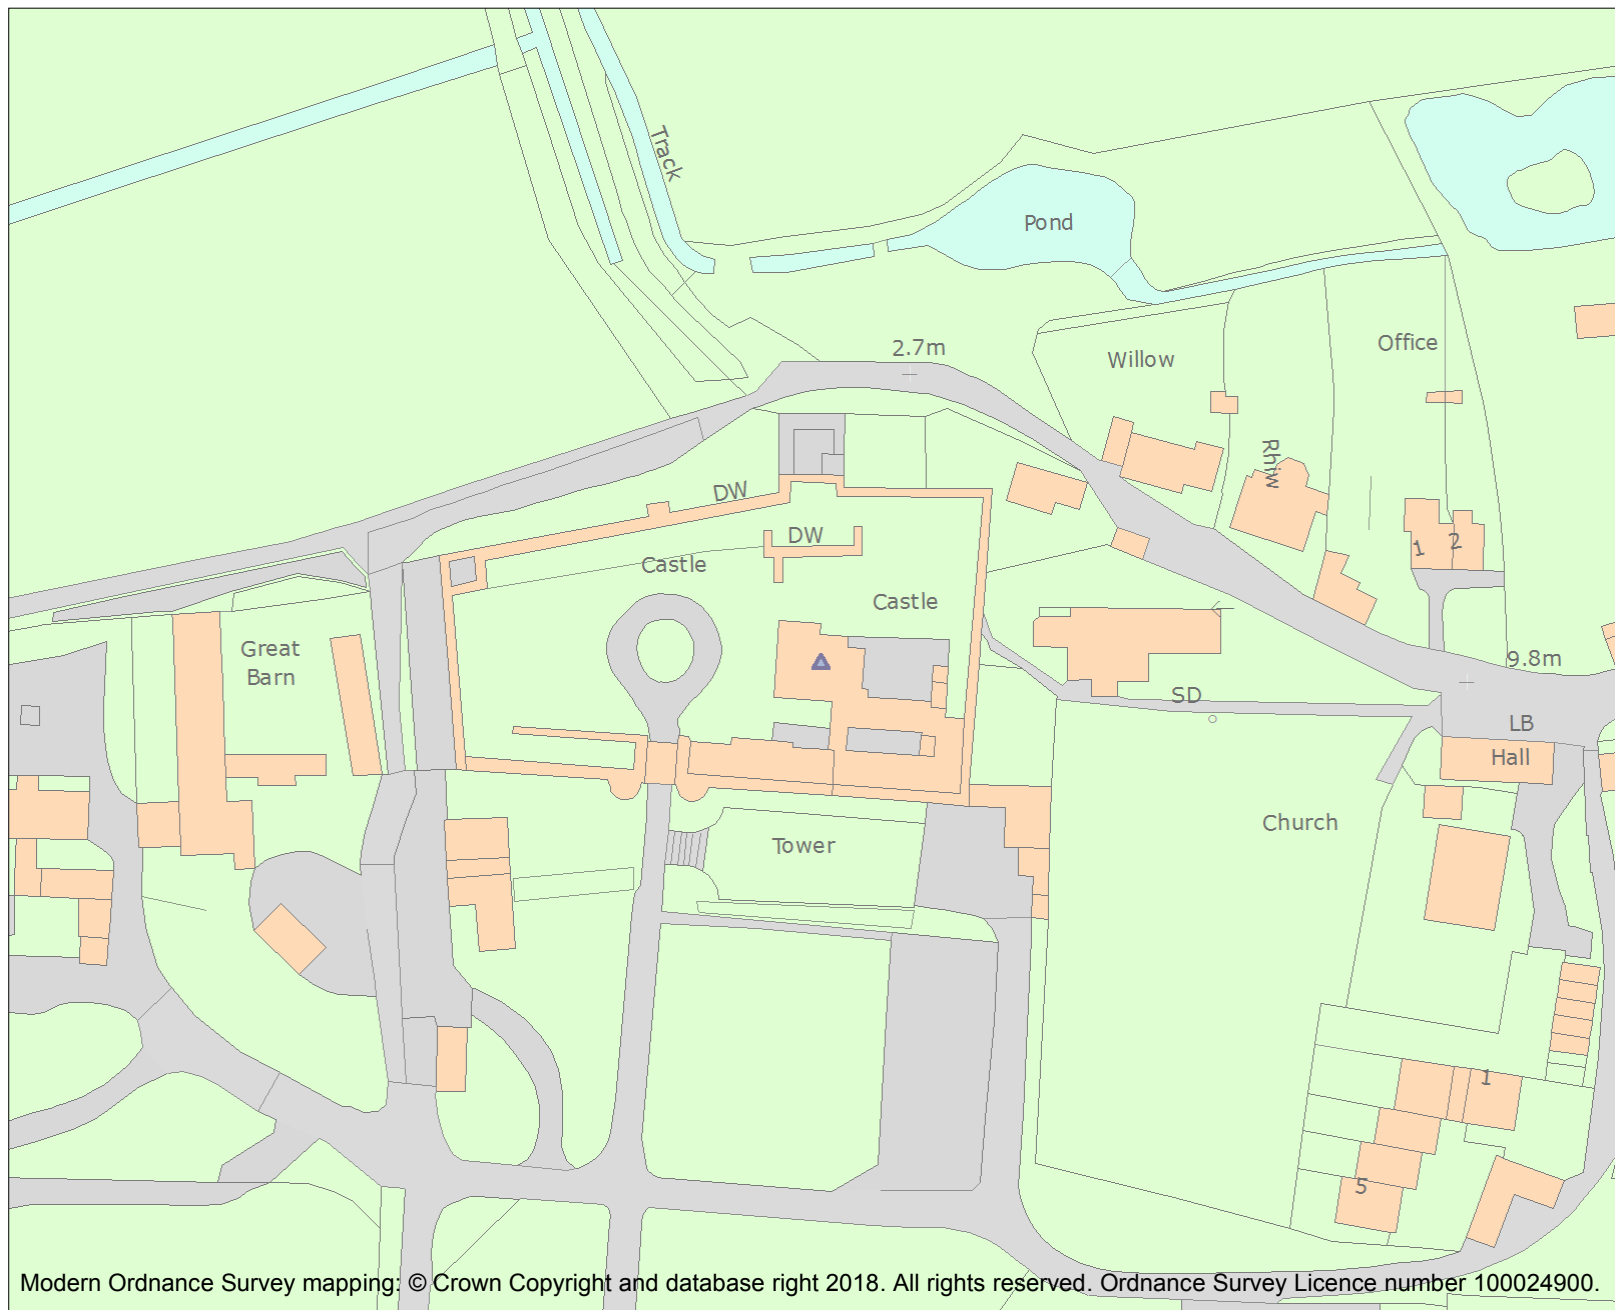 Track
Pond
2.7m
Willow
Office
Rhiw
DW
DW
1
2
Castle
Castle
Great
Barn
9.8m
SD
LB
Hall
Church
Tower
1
5
Modern Ordnance Survey mapping: © Crown Copyright and database right 2018. All rights reserved. Ordnance Survey Licence number 100024900.